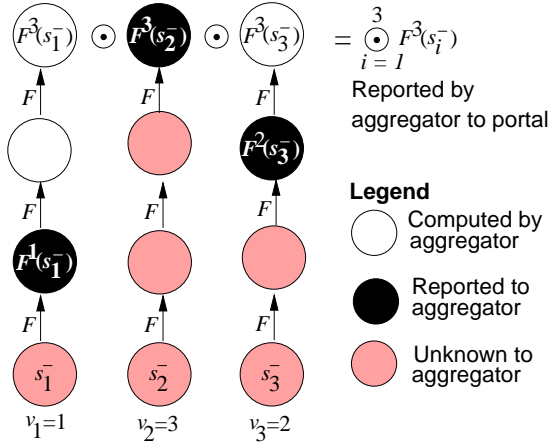 F³(s₁⁻) ⊙ F³(s₂⁻) ⊙ F³(s₃⁻) = ⊙ F³(sᵢ⁻)
3
i = 1
F F F
Reported by
aggregator to portal
F²(s₃⁻)
F F F
Legend
Computed by
aggregator
F¹(s₁⁻)
Reported to
aggregator
F F F
Unknown to
aggregator
s₁⁻ s₂⁻ s₃⁻
v₁=1 v₂=3 v₃=2